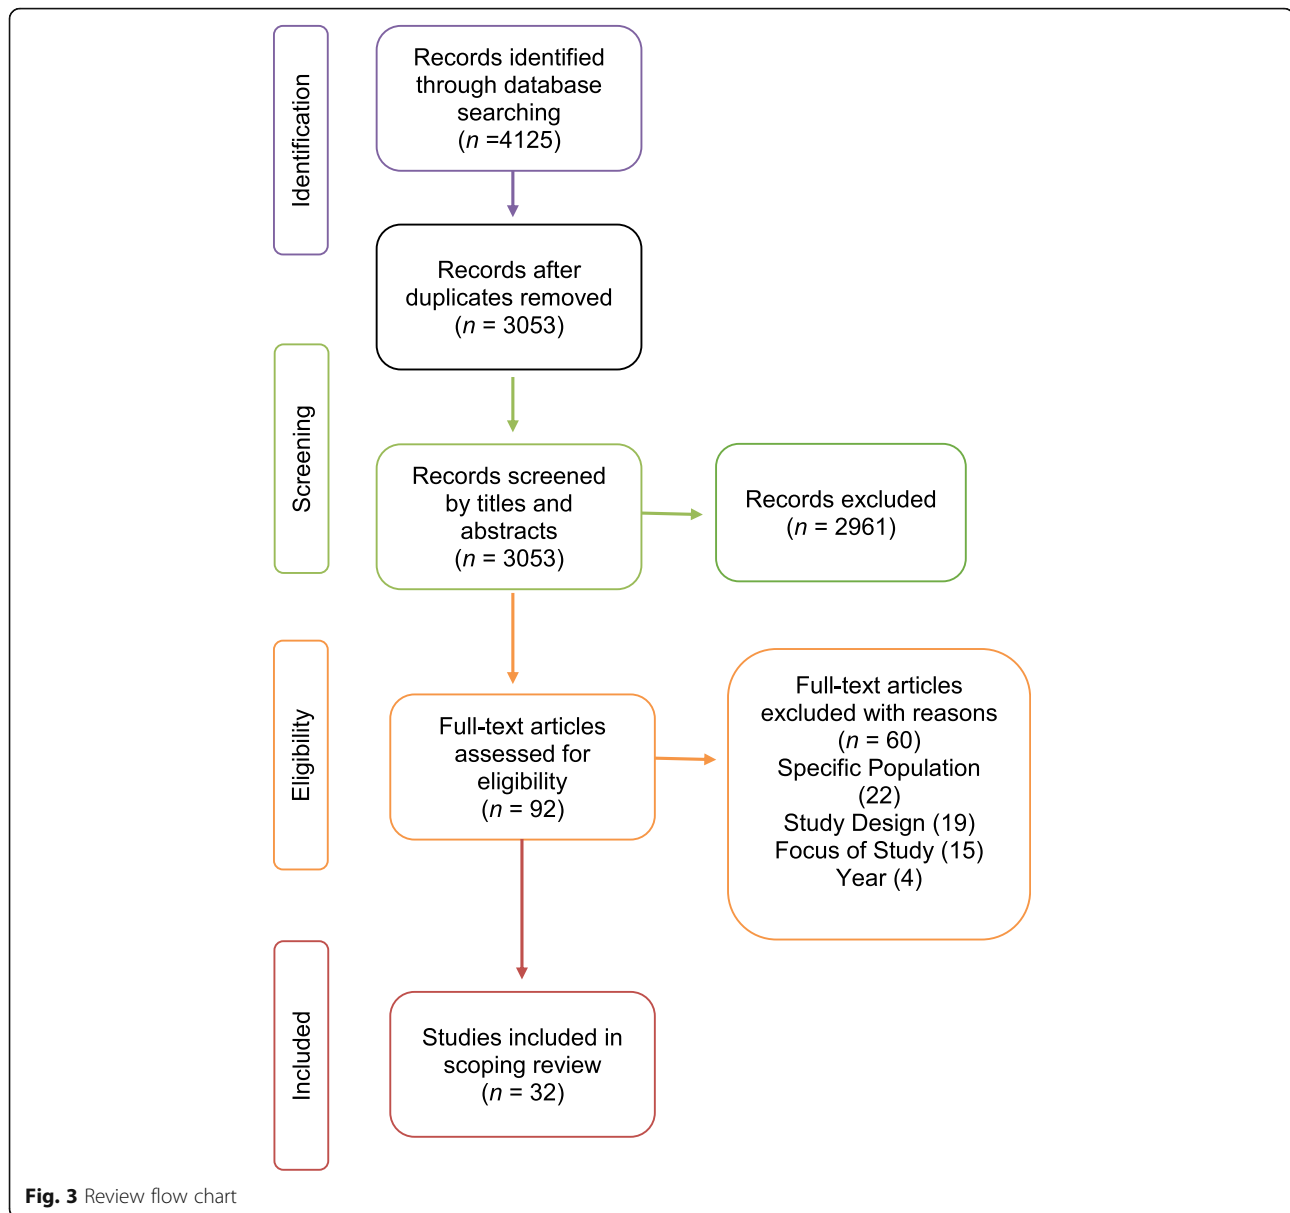 Identification
Records identified
through database
searching
(n =4125)
Records after
duplicates removed
(n = 3053)
Screening
Records screened
by titles and
abstracts
(n = 3053)
Records excluded
(n = 2961)
Eligibility
Full-text articles
assessed for
eligibility
(n = 92)
Full-text articles
excluded with reasons
(n = 60)
Specific Population
(22)
Study Design (19)
Focus of Study (15)
Year (4)
Included
Studies included in
scoping review
(n = 32)
Fig. 3 Review flow chart